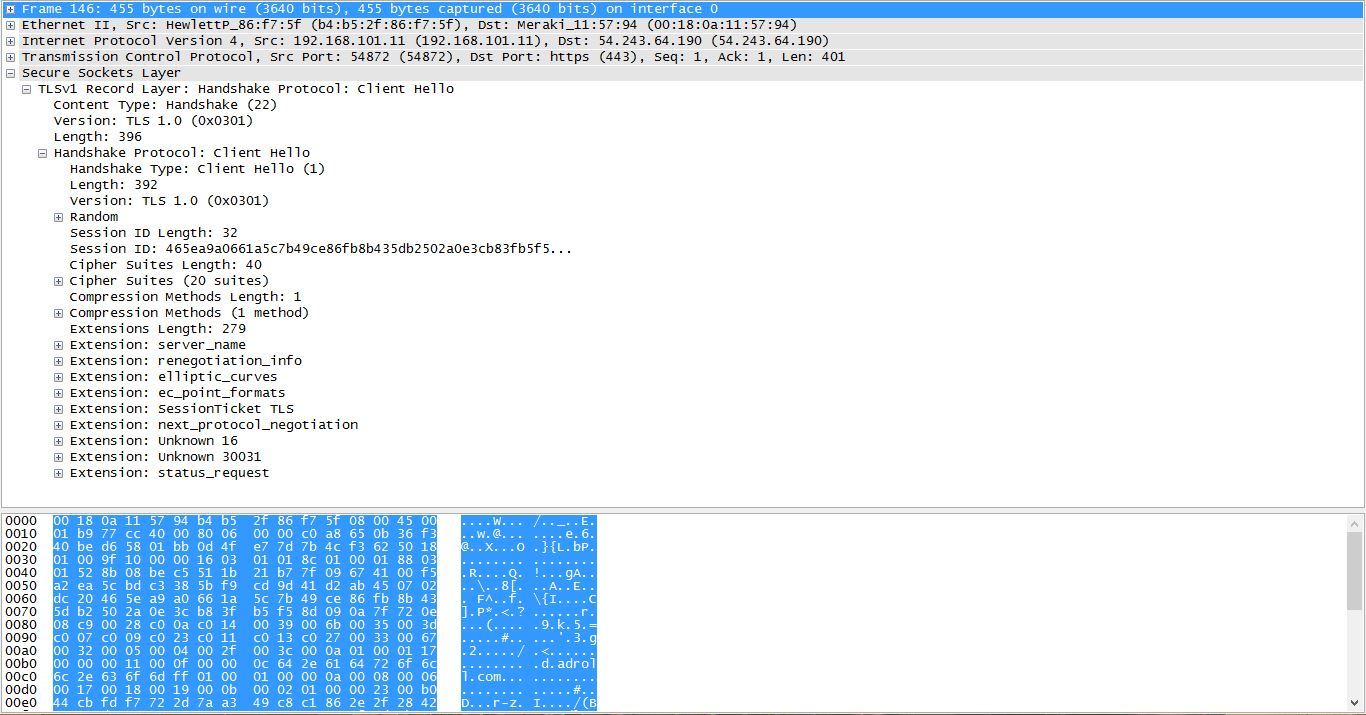 Frame 146: 455 bytes on wire (3640 bits), 455 bytes captured (3640 bits) on interface 0
Ethernet II, Src: HewlettP_86:f7:5f (b4:b5:2f:86:f7:5f), Dst: Meraki_11:57:94 (00:18:0a:11:57:94)
Internet Protocol Version 4, Src: 192.168.101.11 (192.168.101.11), Dst: 54.243.64.190 (54.243.64.190)
Transmission Control Protocol, Src Port: 54872 (54872), Dst Port: https (443), Seq: 1, Ack: 1, Len: 401
Secure Sockets Layer
TLSv1 Record Layer: Handshake Protocol: Client Hello
Content Type: Handshake (22)
Version: TLS 1.0 (0x0301)
Length: 396
Handshake Protocol: Client Hello
Handshake Type: Client Hello (1)
Length: 392
Version: TLS 1.0 (0x0301)
Random
Session ID Length: 32
Session ID: 465ea9a0661a5c7b49ce86fb8b435db2502a0e3cb83fb5f5...
Cipher Suites Length: 40
Cipher Suites (20 suites)
Compression Methods Length: 1
Compression Methods (1 method)
Extensions Length: 279
Extension: server_name
Extension: renegotiation_info
Extension: elliptic_curves
Extension: ec_point_formats
Extension: SessionTicket TLS
Extension: next_protocol_negotiation
Extension: Unknown 16
Extension: Unknown 30031
Extension: status_request
0000 00 18 0a 11 57 94 b4 b5 2f 86 f7 5f 08 00 45 00 ....W... /.._..E.
0010 01 b9 77 cc 40 00 80 06 00 00 c0 a8 65 0b 36 f3 ..w.@... ....e.6.
0020 40 be d6 58 01 bb 0d 4f e7 7d 7b 4c f3 62 50 18 @..X...O .}{L.bP.
0030 01 00 9f 10 00 00 16 03 01 01 8c 01 00 01 88 03 ........ ........
0040 01 52 8b 08 be c5 51 1b 21 b7 7f 09 67 41 00 f5 .R....Q. !...gA..
0050 a2 ea 5c bd c3 38 5b f9 cd 9d 41 d2 ab 45 07 02 ..\..8[. ..A..E..
0060 dc 20 46 5e a9 a0 66 1a 5c 7b 49 ce 86 fb 8b 43 . F^..f. \{I....C
0070 5d b2 50 2a 0e 3c b8 3f b5 f5 8d 09 0a 7f 72 0e ].P*.<.? ......r.
0080 08 c9 00 28 c0 0a c0 14 00 39 00 6b 00 35 00 3d ...(.... .9.k.5.=
0090 c0 07 c0 09 c0 23 c0 11 c0 13 c0 27 00 33 00 67 .....#.. ...'.3.g
00a0 00 32 00 05 00 04 00 2f 00 3c 00 0a 01 00 01 17 .2...../ .<......
00b0 00 00 00 11 00 0f 00 00 0c 64 2e 61 64 72 6f 6c ........ .d.adrol
00c0 6c 2e 63 6f 6d ff 01 00 01 00 00 0a 00 08 00 06 l.com... ........
00d0 00 17 00 18 00 19 00 0b 00 02 01 00 00 23 00 b0 ........ .....#..
00e0 44 cb fd f7 72 2d 7a a3 49 c8 c1 86 2e 2f 28 42 D...r-z. I..../(B